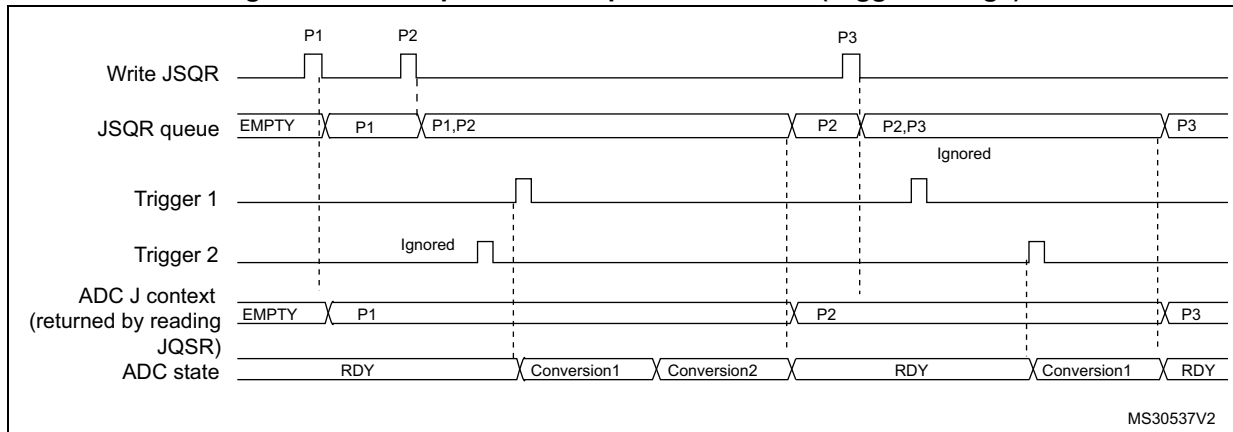 P1 P2 P3
Write JSQR
JSQR queue EMPTY P1 P1,P2 P2 P2,P3 P3
Ignored
Trigger 1
Trigger 2 Ignored
ADC J context
(returned by reading EMPTY P1 P2 P3
JQSR)
ADC state RDY Conversion1 Conversion2 RDY Conversion1 RDY
MS30537V2